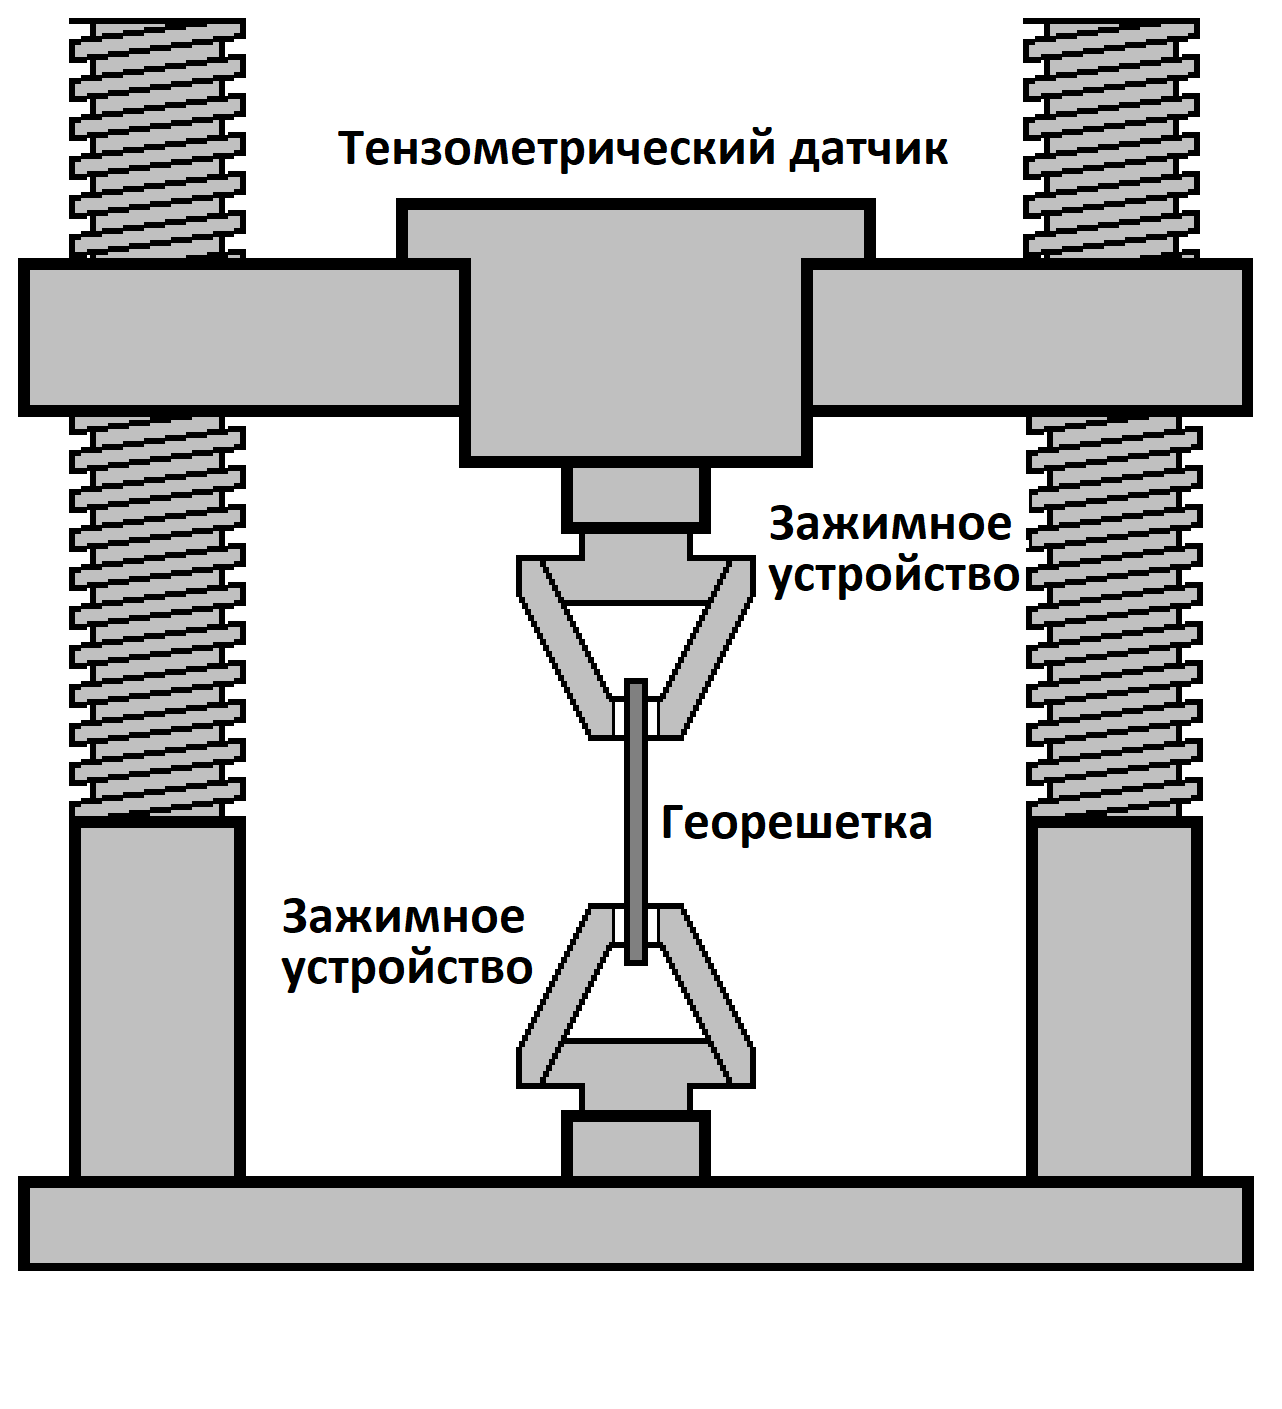 Тензометрический датчик
Зажимное
устройство
Георешетка
Зажимное
устройство